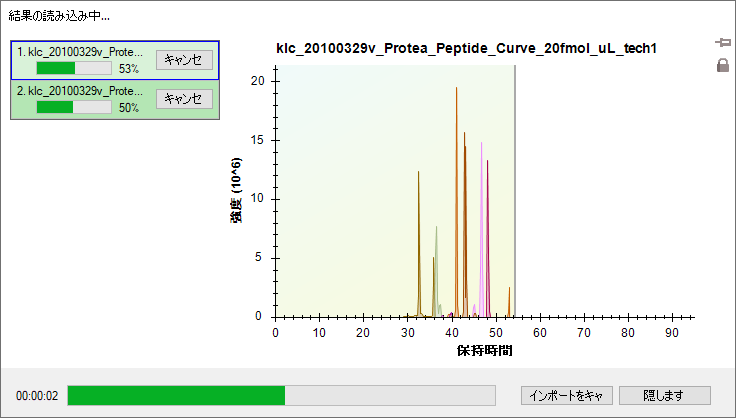 結果の読み込み中...
1. klc_20100329v_Prote...
キャンセ
53%
2. klc_20100329v_Prote...
キャンセ
50%
klc_20100329v_Protea_Peptide_Curve_20fmol_uL_tech1
強度 (10^6)
20
15
10
5
0
0 10 20 30 40 50 60 70 80 90
保持時間
00:00:02
インポートをキャ
隠します